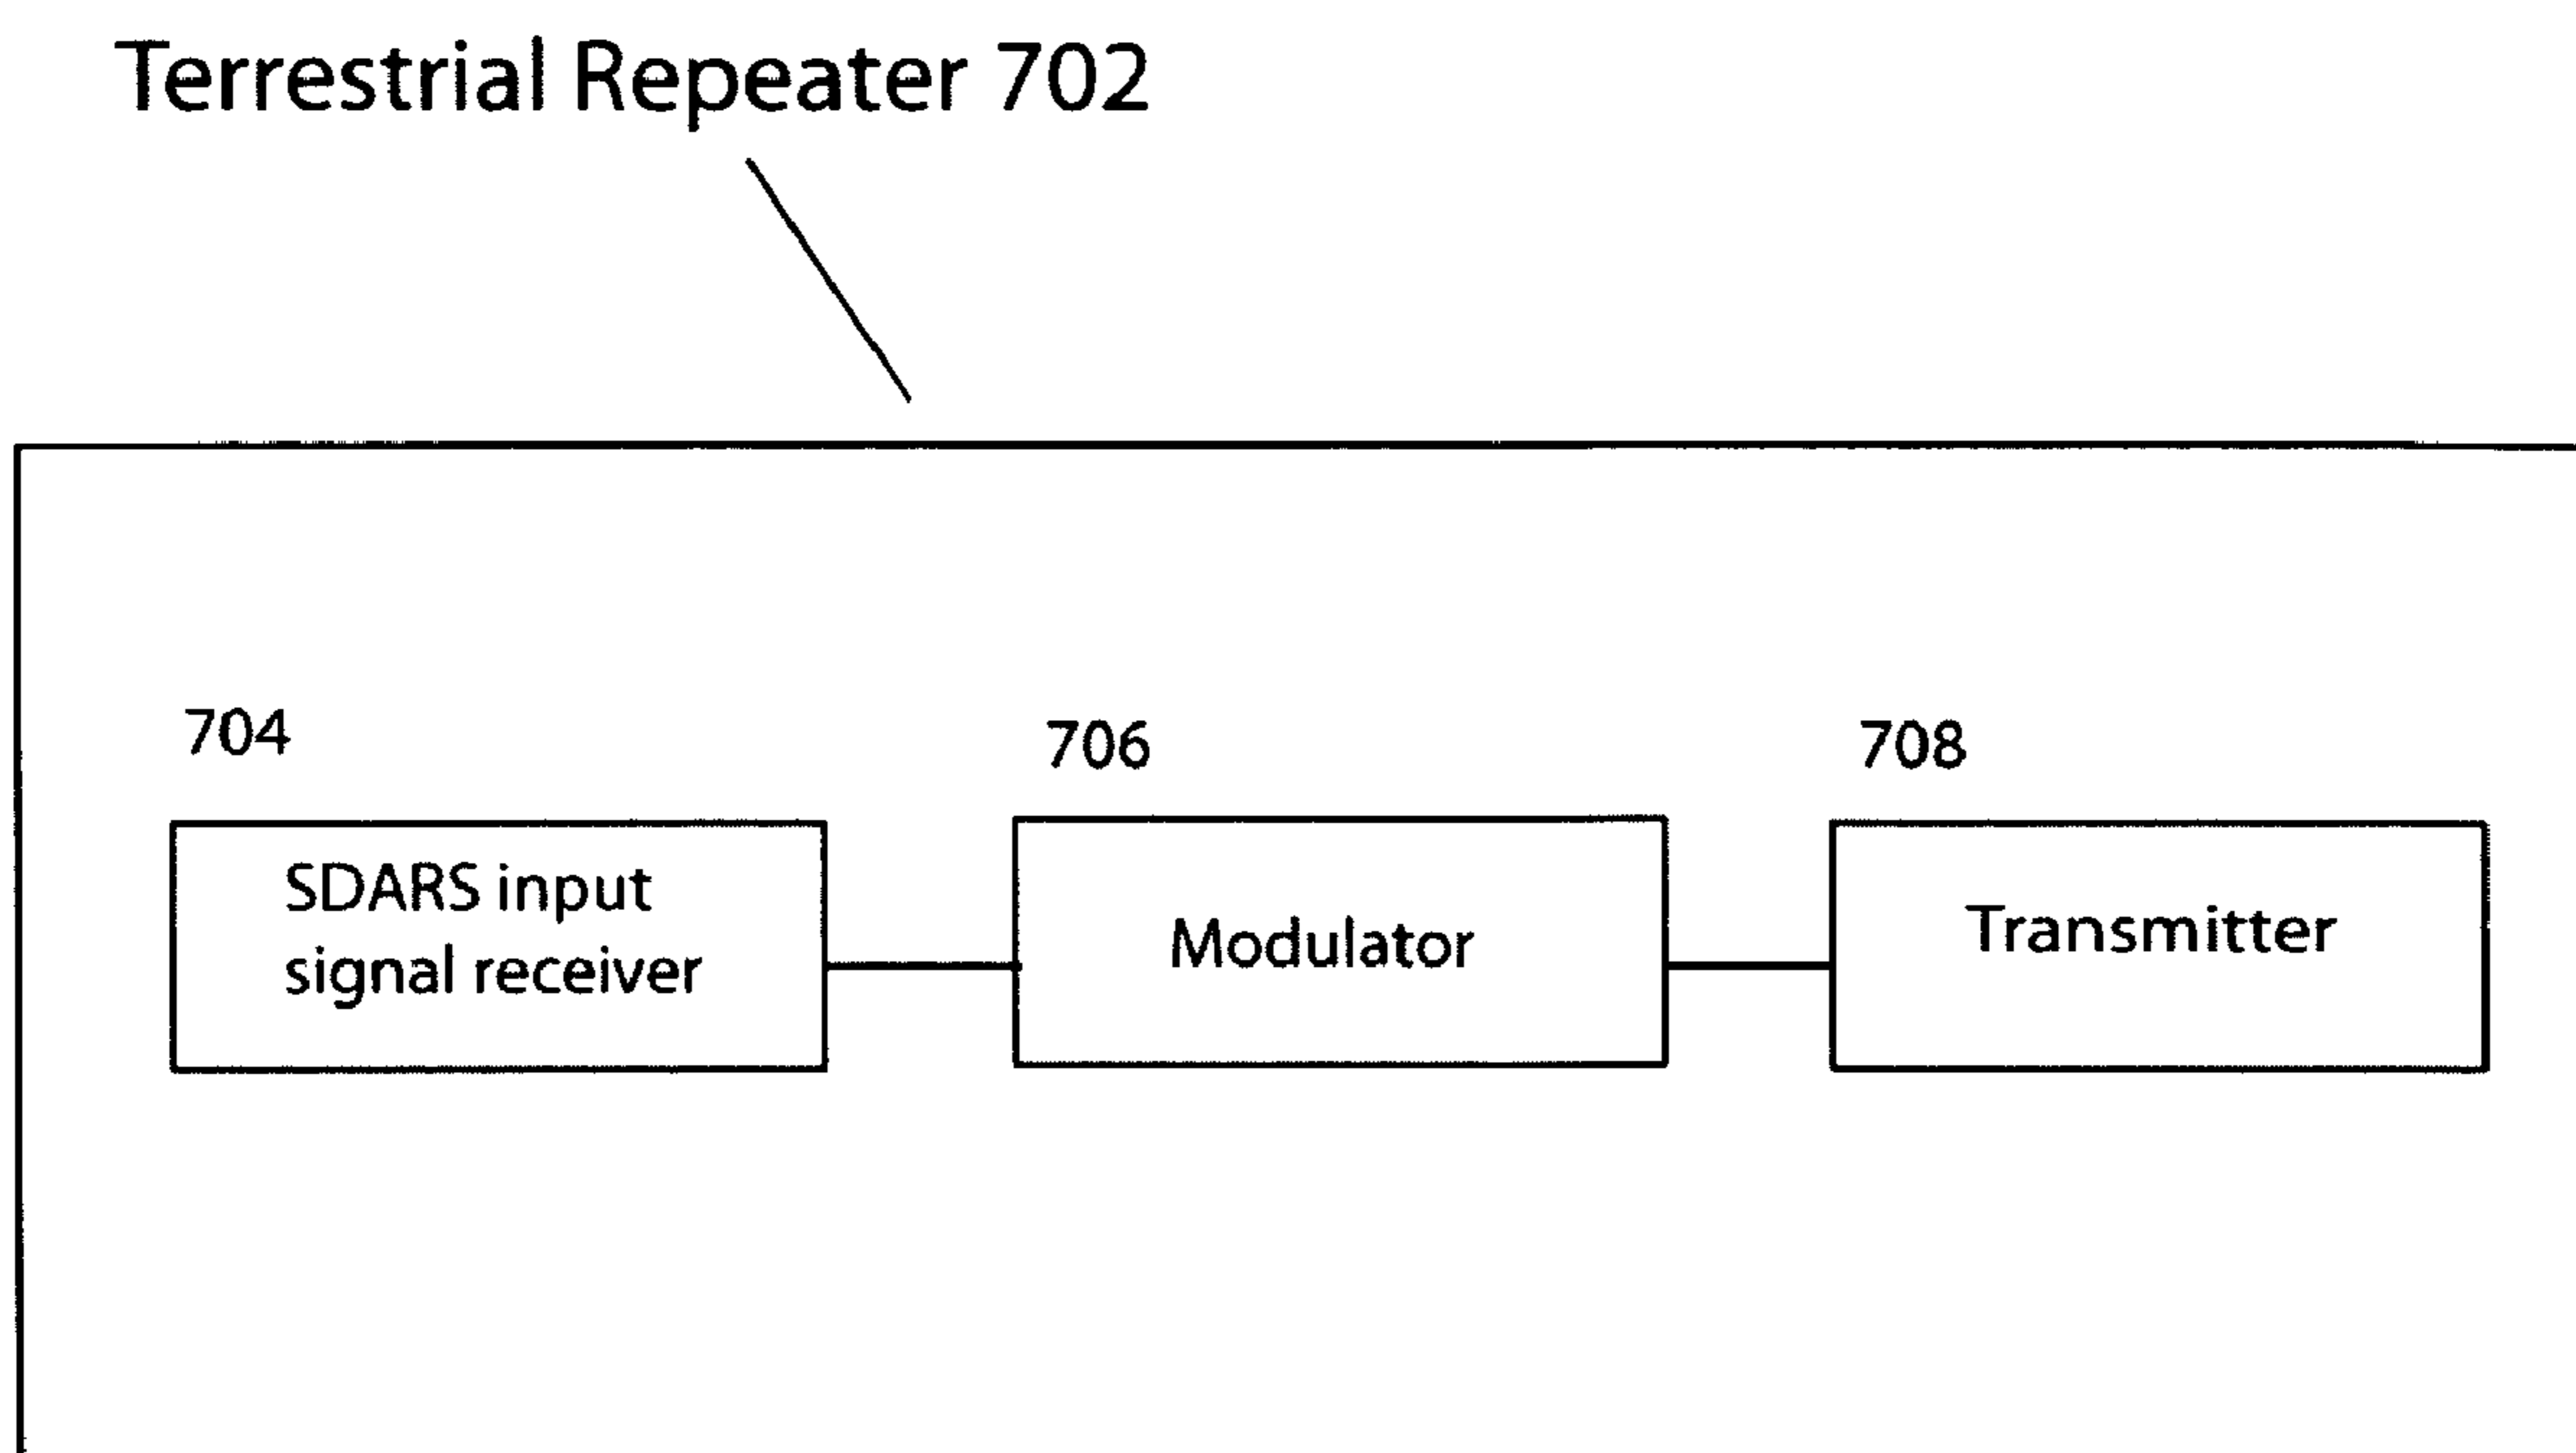 Terrestrial Repeater 702
704
706
708
SDARS input
signal receiver
Modulator
Transmitter